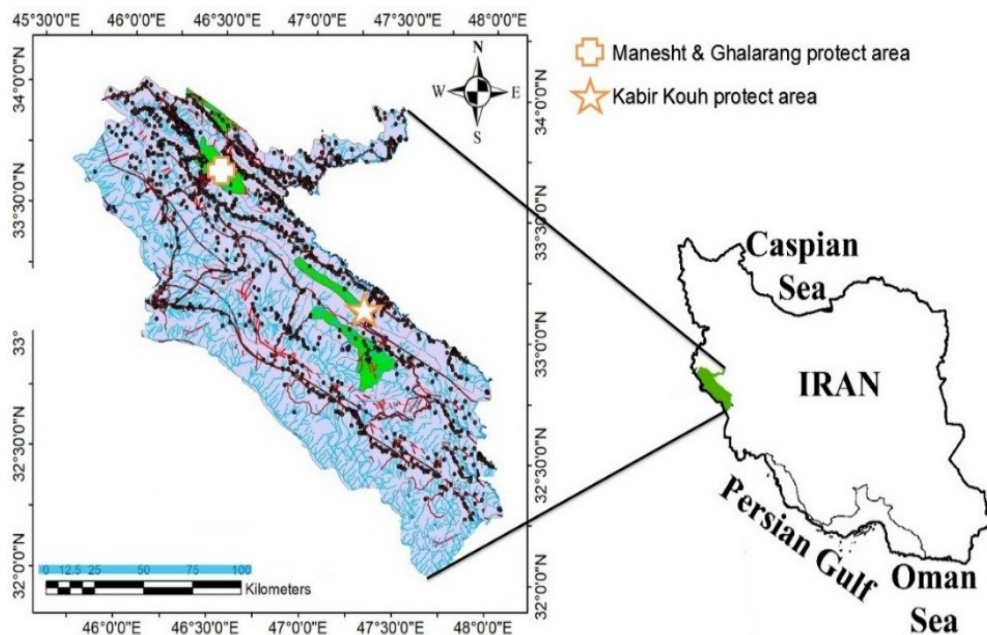 45°30'0"E 46°0'0"E 46°30'0"E 47°0'0"E 47°30'0"E 48°0'0"E
34°0'0"N
33°30'0"N
33°
32°30'0"N
32°0'0"N
N
W E
S
34°0'0"N
33°30'0"N
33°0'0"N
32°30'0"N
32°0'0"N
0 12.5 25 50 75 100
Kilometers
46°0'0"E 46°30'0"E 47°0'0"E 47°30'0"E 48°0'0"E
Manesht & Ghalarang protect area
Kabir Kouh protect area
Caspian
Sea
IRAN
Persian Gulf
Oman
Sea